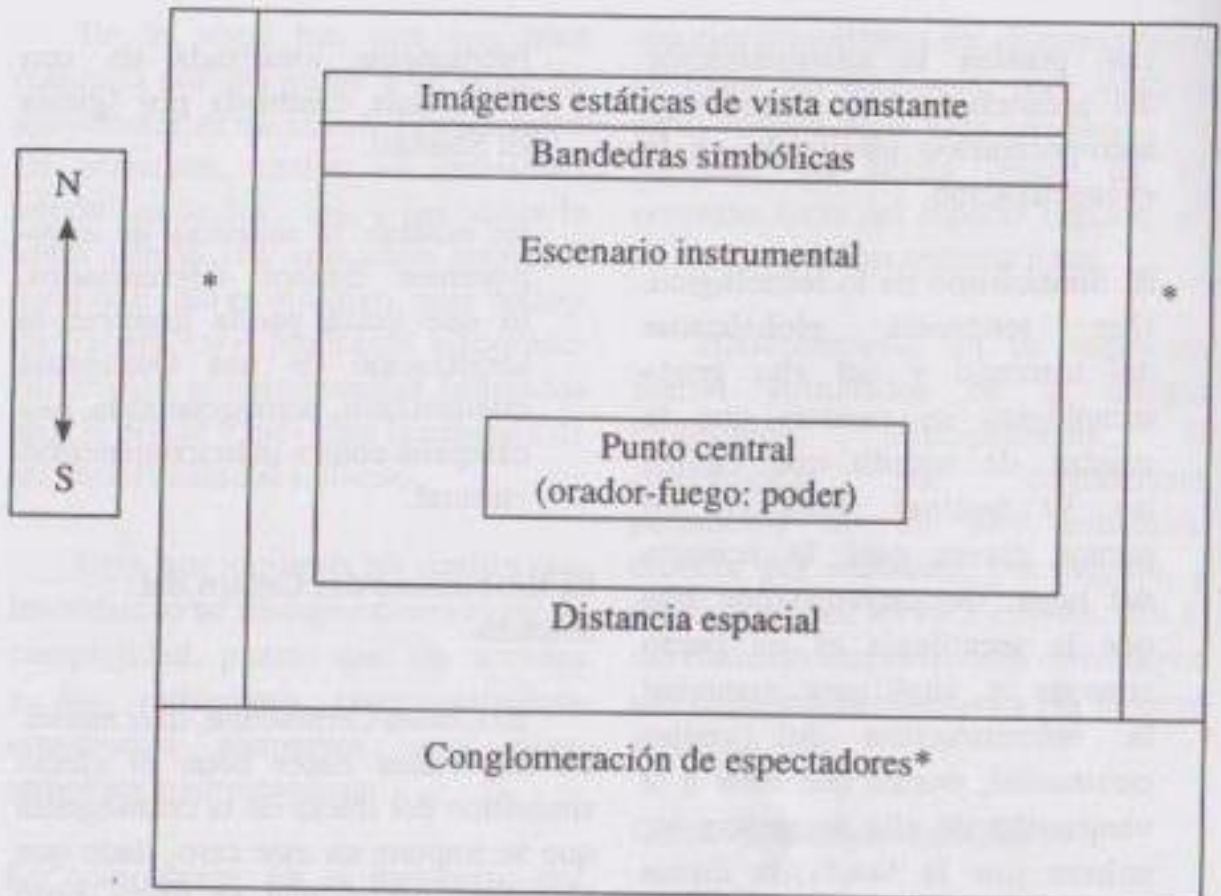 Imágenes estáticas de vista constante
Bandedras simbólicas
N
Escenario instrumental
*
*
Punto central
(orador-fuego: poder)
S
Distancia espacial
Conglomeración de espectadores*